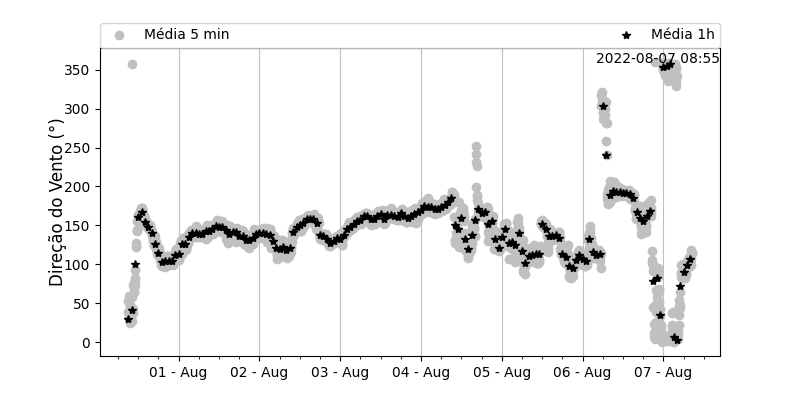 Média 5 min
Média 1h
2022-08-07 08:55
Direção do Vento (°)
350
300
250
200
150
100
50
0
01 - Aug
02 - Aug
03 - Aug
04 - Aug
05 - Aug
06 - Aug
07 - Aug